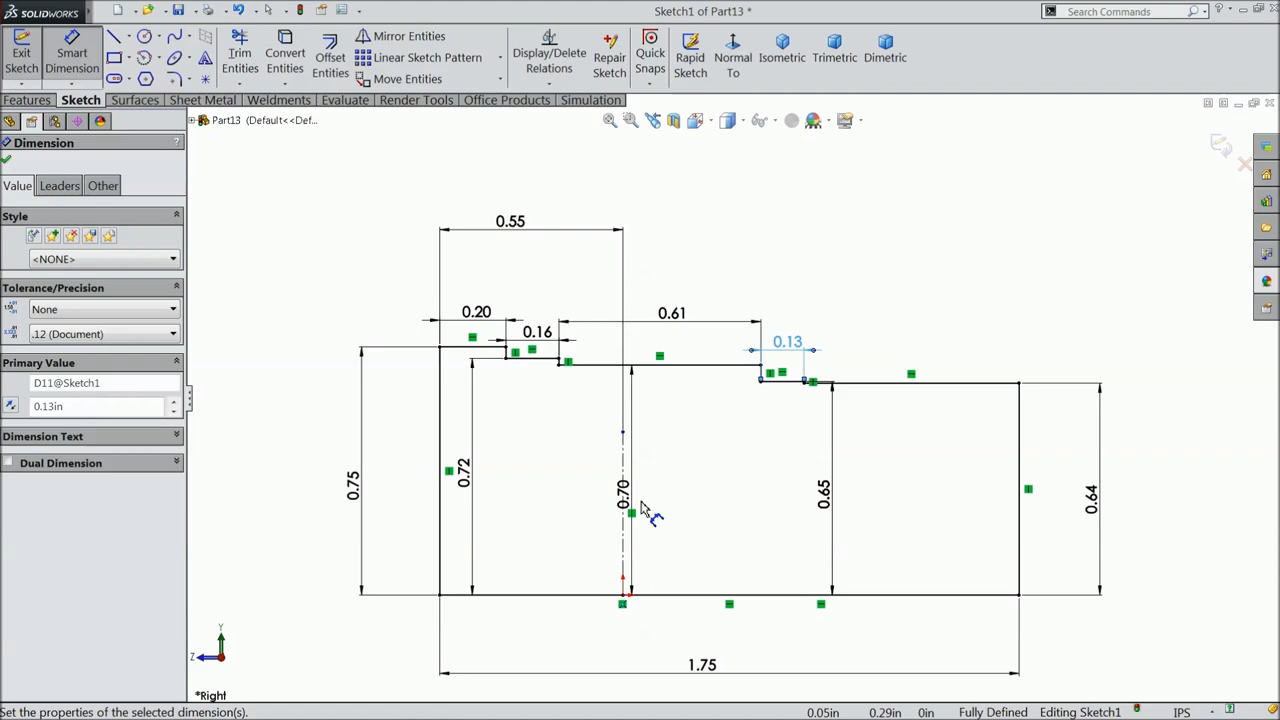 SOLIDWORKS
Sketch1 of Part13 *
Search Commands
Exit Sketch
Smart Dimension
Trim Entities
Convert Entities
Offset Entities
Mirror Entities
Linear Sketch Pattern
Move Entities
Display/Delete Relations
Repair Sketch
Quick Snaps
Rapid Sketch
Normal To
Isometric
Trimetric
Dimetric
Features
Sketch
Surfaces
Sheet Metal
Weldments
Evaluate
Render Tools
Office Products
Simulation
Part13 (Default<<Def...
Dimension
?
Value
Leaders
Other
Style
<NONE>
Tolerance/Precision
None
.12 (Document)
Primary Value
D11@Sketch1
0.13in
Dimension Text
Dual Dimension
0.55
0.20
0.16
0.61
0.13
0.75
0.72
0.70
0.65
0.64
1.75
Y
Z
*Right
Set the properties of the selected dimension(s).
0.05in
0.29in
0in
Fully Defined
Editing Sketch1
IPS